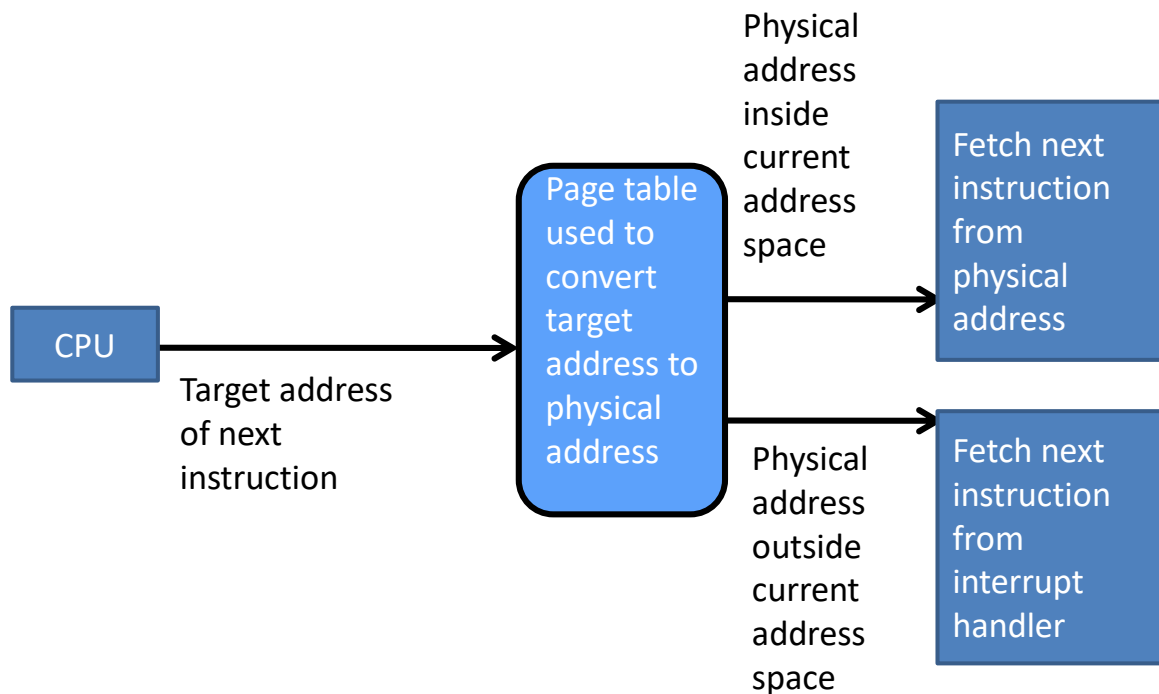 CPU
Target address
of next
instruction
Page table
used to
convert
target
address to
physical
address
Physical
address
inside
current
address
space
Fetch next
instruction
from
physical
address
Physical
address
outside
current
address
space
Fetch next
instruction
from
interrupt
handler